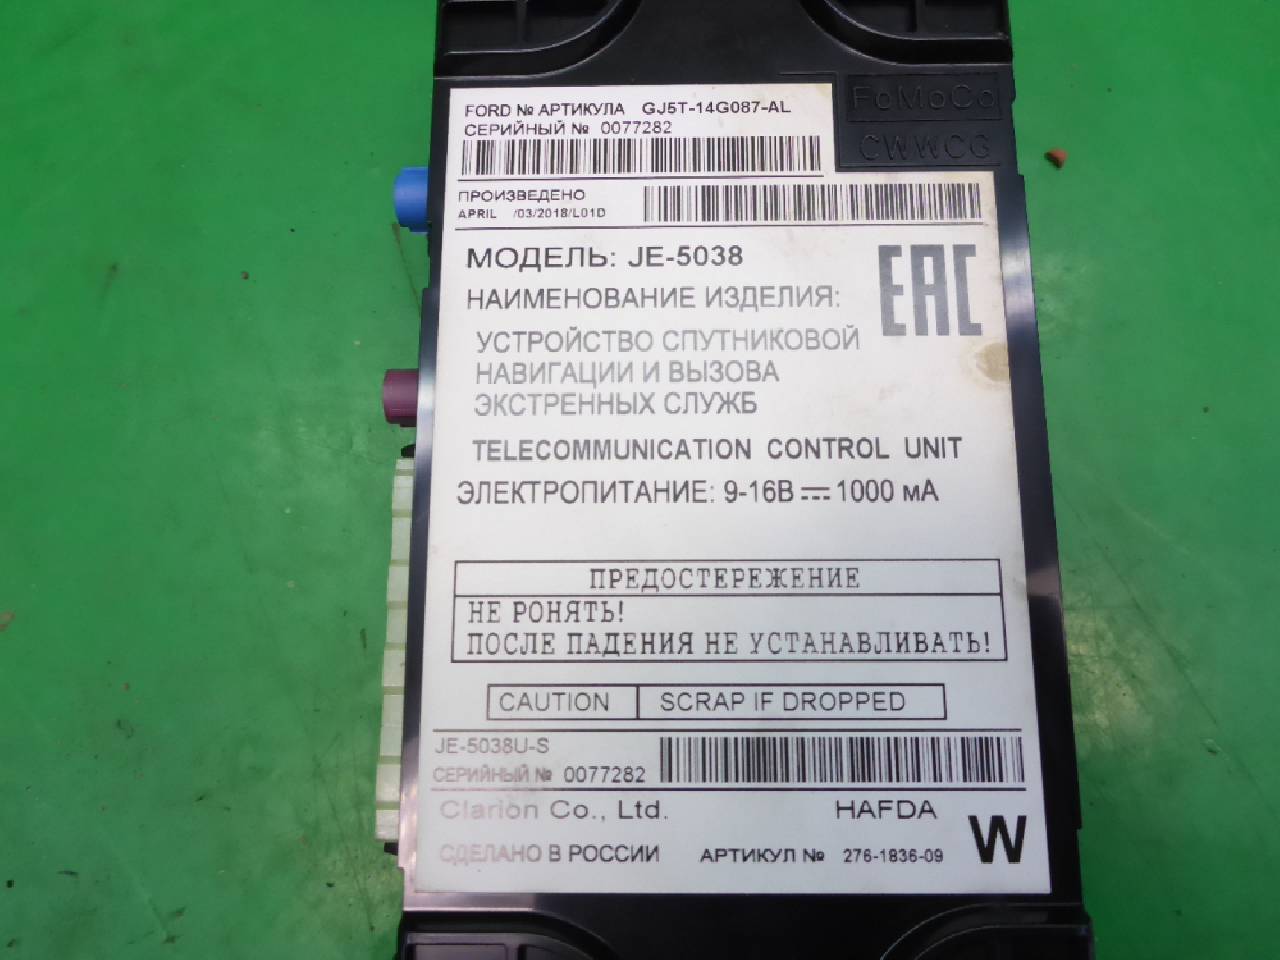 FoMoCo
CWWCG
FORD № АРТИКУЛА GJ5T-14G087-AL
СЕРИЙНЫЙ № 0077282
ПРОИЗВЕДЕНО
APRIL /03/2018/L01D
МОДЕЛЬ: JE-5038
EAC
НАИМЕНОВАНИЕ ИЗДЕЛИЯ:
УСТРОЙСТВО СПУТНИКОВОЙ
НАВИГАЦИИ И ВЫЗОВА
ЭКСТРЕННЫХ СЛУЖБ
TELECOMMUNICATION CONTROL UNIT
ЭЛЕКТРОПИТАНИЕ: 9-16В ⎓ 1000 мА
ПРЕДОСТЕРЕЖЕНИЕ
НЕ РОНЯТЬ!
ПОСЛЕ ПАДЕНИЯ НЕ УСТАНАВЛИВАТЬ!
CAUTION SCRAP IF DROPPED
JE-5038U-S
СЕРИЙНЫЙ № 0077282
Clarion Co., Ltd. HAFDA
W
СДЕЛАНО В РОССИИ АРТИКУЛ № 276-1836-09